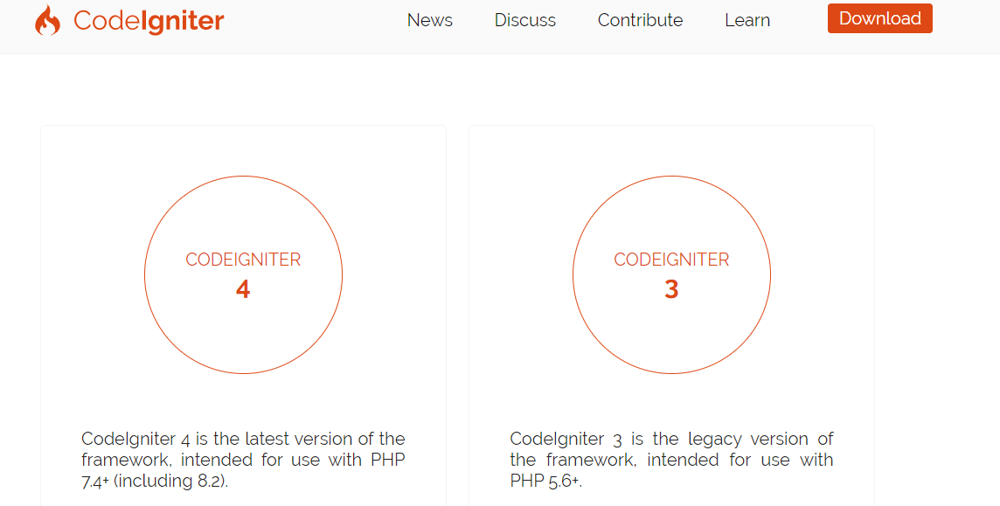 CodeIgniter
News Discuss Contribute Learn Download
CODEIGNITER
4
CodeIgniter 4 is the latest version of the
framework, intended for use with PHP
7.4+ (including 8.2).
CODEIGNITER
3
CodeIgniter 3 is the legacy version of
the framework, intended for use with
PHP 5.6+.